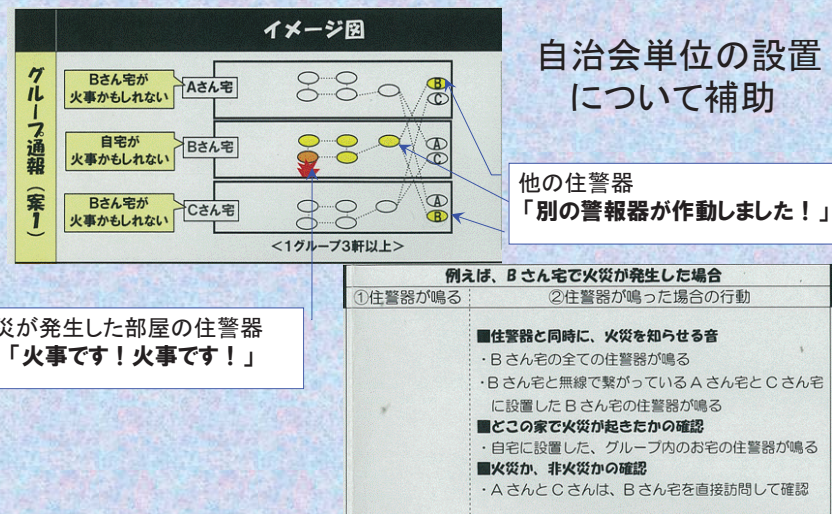 イメージ図
自治会単位の設置
について補助
グループ通報（案1）
Bさん宅が
火事かもしれない
Aさん宅
B
C
自宅が
火事かもしれない
Bさん宅
A
C
Bさん宅が
火事かもしれない
Cさん宅
A
B
＜1グループ3軒以上＞
他の住警器
「別の警報器が作動しました！」
災が発生した部屋の住警器
「火事です！火事です！」
例えば、Bさん宅で火災が発生した場合
①住警器が鳴る
②住警器が鳴った場合の行動
■住警器と同時に、火災を知らせる音
・Bさん宅の全ての住警器が鳴る
・Bさん宅と無線で繋がっているAさん宅とCさん宅
に設置したBさん宅の住警器が鳴る
■どこの家で火災が起きたかの確認
・自宅に設置した、グループ内のお宅の住警器が鳴る
■火災か、非火災かの確認
・AさんとCさんは、Bさん宅を直接訪問して確認